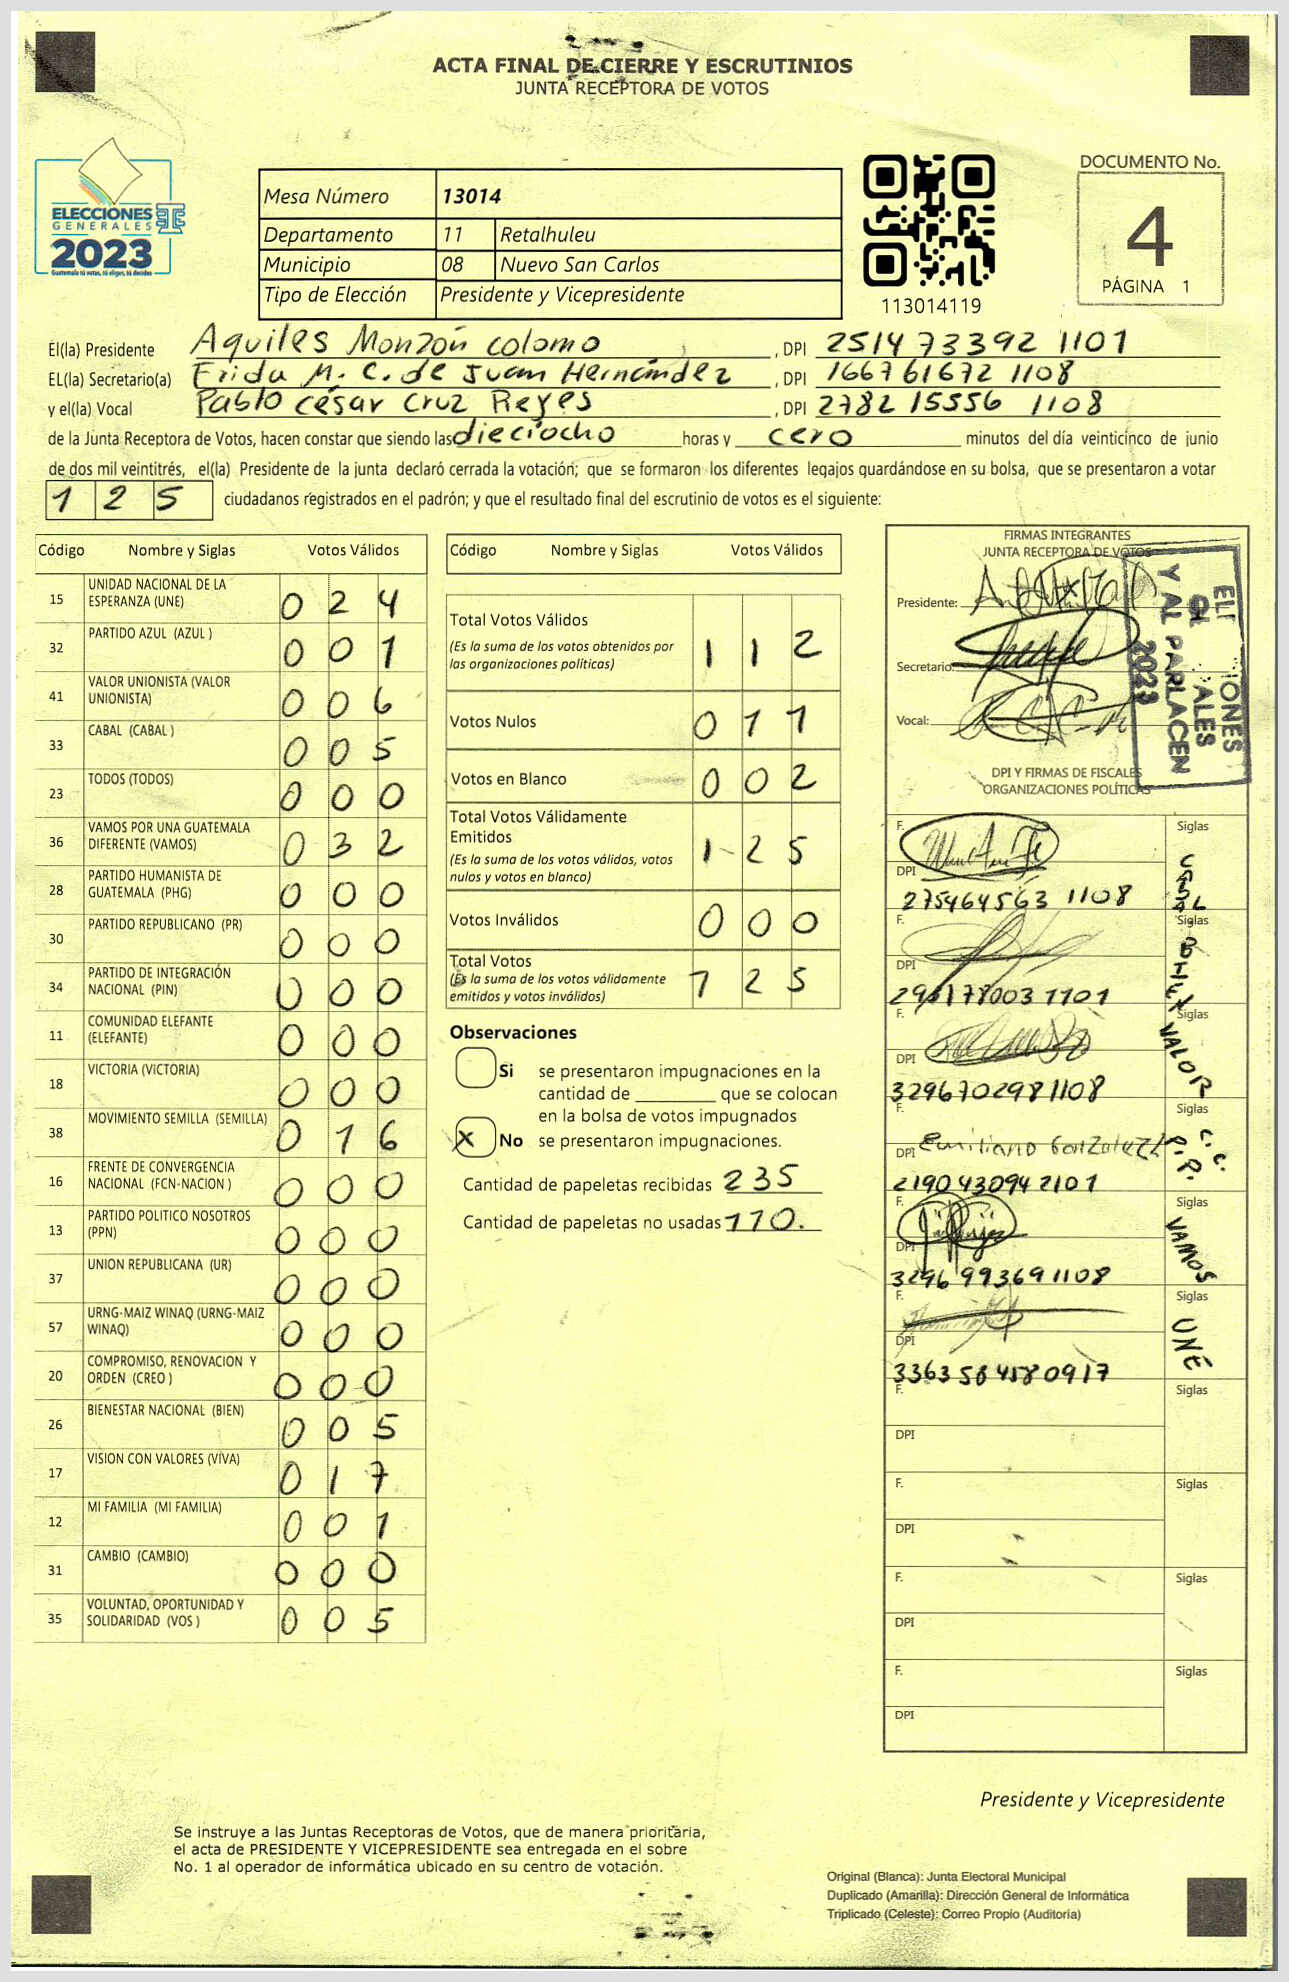 ACTA FINAL DE CIERRE Y ESCRUTINIOS
JUNTA RECEPTORA DE VOTOS
ELECCIONES
GENERALES
2023
Guatemala tú votas, tú eliges, tú decides
Mesa Número 13014
Departamento 11 Retalhuleu
Municipio 08 Nuevo San Carlos
Tipo de Elección Presidente y Vicepresidente
113014119
DOCUMENTO No.
4
PÁGINA 1
El(la) Presidente Aquiles Monzón Colomo, DPI 2514 73392 1101
EL(la) Secretario(a) Erida M. C. de Juan Hernández, DPI 166761672 1108
y el(la) Vocal Pablo César Cruz Reyes, DPI 2782 15556 1108
de la Junta Receptora de Votos, hacen constar que siendo las dieciocho horas y cero minutos del día veinticinco de junio
de dos mil veintitrés, el(la) Presidente de la junta declaró cerrada la votación; que se formaron los diferentes legajos guardándose en su bolsa, que se presentaron a votar
1 2 5 ciudadanos registrados en el padrón; y que el resultado final del escrutinio de votos es el siguiente:
Código Nombre y Siglas Votos Válidos
15 UNIDAD NACIONAL DE LA
ESPERANZA (UNE) 0 2 4
32 PARTIDO AZUL (AZUL ) 0 0 1
41 VALOR UNIONISTA (VALOR
UNIONISTA) 0 0 6
33 CABAL (CABAL ) 0 0 5
23 TODOS (TODOS) 0 0 0
36 VAMOS POR UNA GUATEMALA
DIFERENTE (VAMOS) 0 3 2
28 PARTIDO HUMANISTA DE
GUATEMALA (PHG) 0 0 0
30 PARTIDO REPUBLICANO (PR) 0 0 0
34 PARTIDO DE INTEGRACIÓN
NACIONAL (PIN) 0 0 0
11 COMUNIDAD ELEFANTE
(ELEFANTE) 0 0 0
18 VICTORIA (VICTORIA) 0 0 0
38 MOVIMIENTO SEMILLA (SEMILLA) 0 1 6
16 FRENTE DE CONVERGENCIA
NACIONAL (FCN-NACION ) 0 0 0
13 PARTIDO POLITICO NOSOTROS
(PPN) 0 0 0
37 UNION REPUBLICANA (UR) 0 0 0
57 URNG-MAIZ WINAQ (URNG-MAIZ
WINAQ) 0 0 0
20 COMPROMISO, RENOVACION Y
ORDEN (CREO ) 0 0 0
26 BIENESTAR NACIONAL (BIEN) 0 0 5
17 VISION CON VALORES (VIVA) 0 1 7
12 MI FAMILIA (MI FAMILIA) 0 0 1
31 CAMBIO (CAMBIO) 0 0 0
35 VOLUNTAD, OPORTUNIDAD Y
SOLIDARIDAD (VOS ) 0 0 5
Código Nombre y Siglas Votos Válidos
Total Votos Válidos
(Es la suma de los votos obtenidos por
las organizaciones políticas) 1 1 2
Votos Nulos 0 1 1
Votos en Blanco 0 0 2
Total Votos Válidamente
Emitidos
(Es la suma de los votos válidos, votos
nulos y votos en blanco) 1 2 5
Votos Inválidos 0 0 0
Total Votos
(Es la suma de los votos válidamente
emitidos y votos inválidos) 1 2 5
Observaciones
Si se presentaron impugnaciones en la
cantidad de ________ que se colocan
en la bolsa de votos impugnados
X No se presentaron impugnaciones.
Cantidad de papeletas recibidas 235
Cantidad de papeletas no usadas 110.
FIRMAS INTEGRANTES
JUNTA RECEPTORA DE VOTOS
Presidente:
Secretario:
Vocal:
IONES
ALES
Y AL PARLACEN
2023
DPI Y FIRMAS DE FISCALES
ORGANIZACIONES POLÍTICAS
F. Siglas
CABAL
DPI
275464563 1108
F. Siglas
DPI
F. Siglas
VALOR
DPI
3296702981108
F. Siglas
DPI Emiliano
2190430942101
F. Siglas
VAMOS
DPI
3296993691108
F. Siglas
UNE
DPI
3363564580917
F. Siglas
DPI
F. Siglas
DPI
F. Siglas
DPI
F. Siglas
DPI
Presidente y Vicepresidente
Se instruye a las Juntas Receptoras de Votos, que de manera prioritaria,
el acta de PRESIDENTE Y VICEPRESIDENTE sea entregada en el sobre
No. 1 al operador de informática ubicado en su centro de votación.
Original (Blanca): Junta Electoral Municipal
Duplicado (Amarilla): Dirección General de Informática
Triplicado (Celeste): Correo Propio (Auditoría)